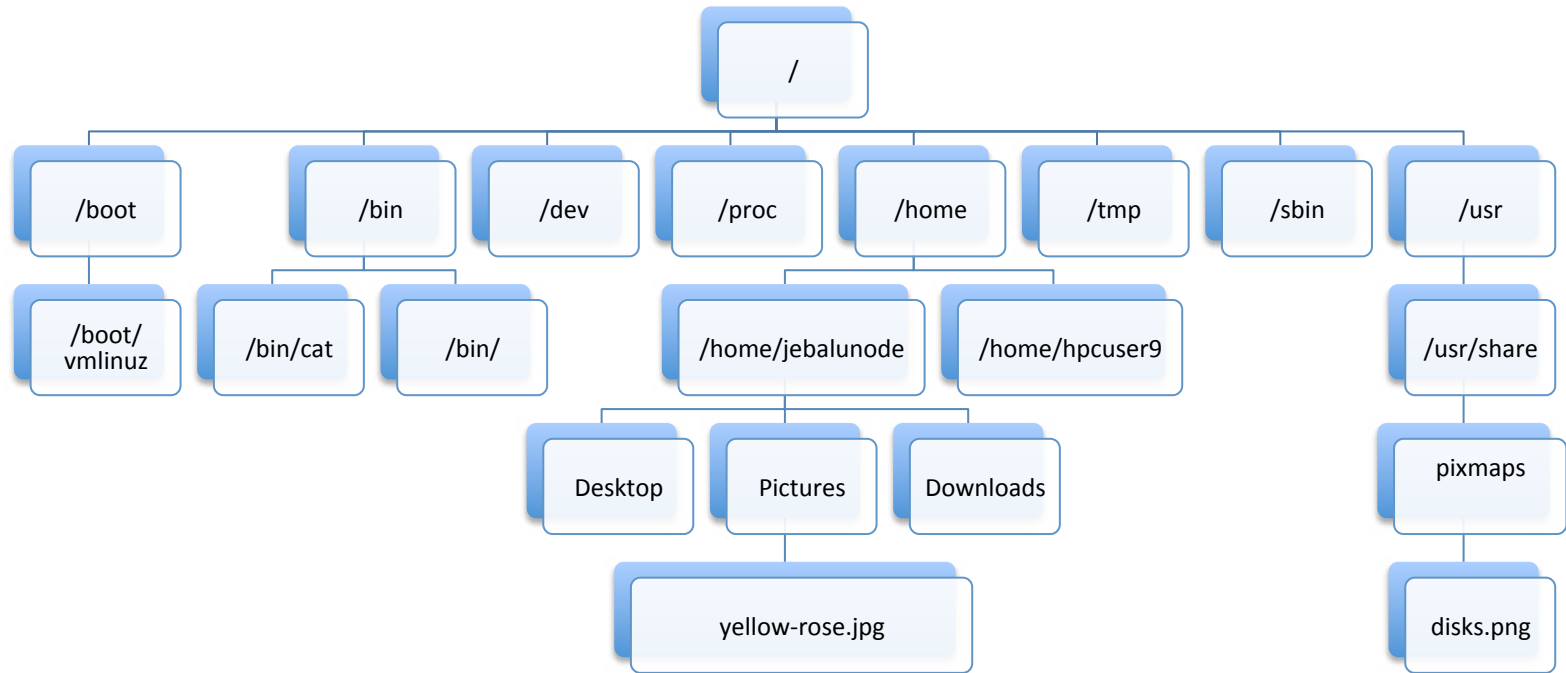 /
/boot
/bin
/dev
/proc
/home
/tmp
/sbin
/usr
/boot/
vmlinuz
/bin/cat
/bin/
/home/jebalunode
/home/hpcuser9
/usr/share
Desktop
Pictures
Downloads
pixmaps
yellow-rose.jpg
disks.png